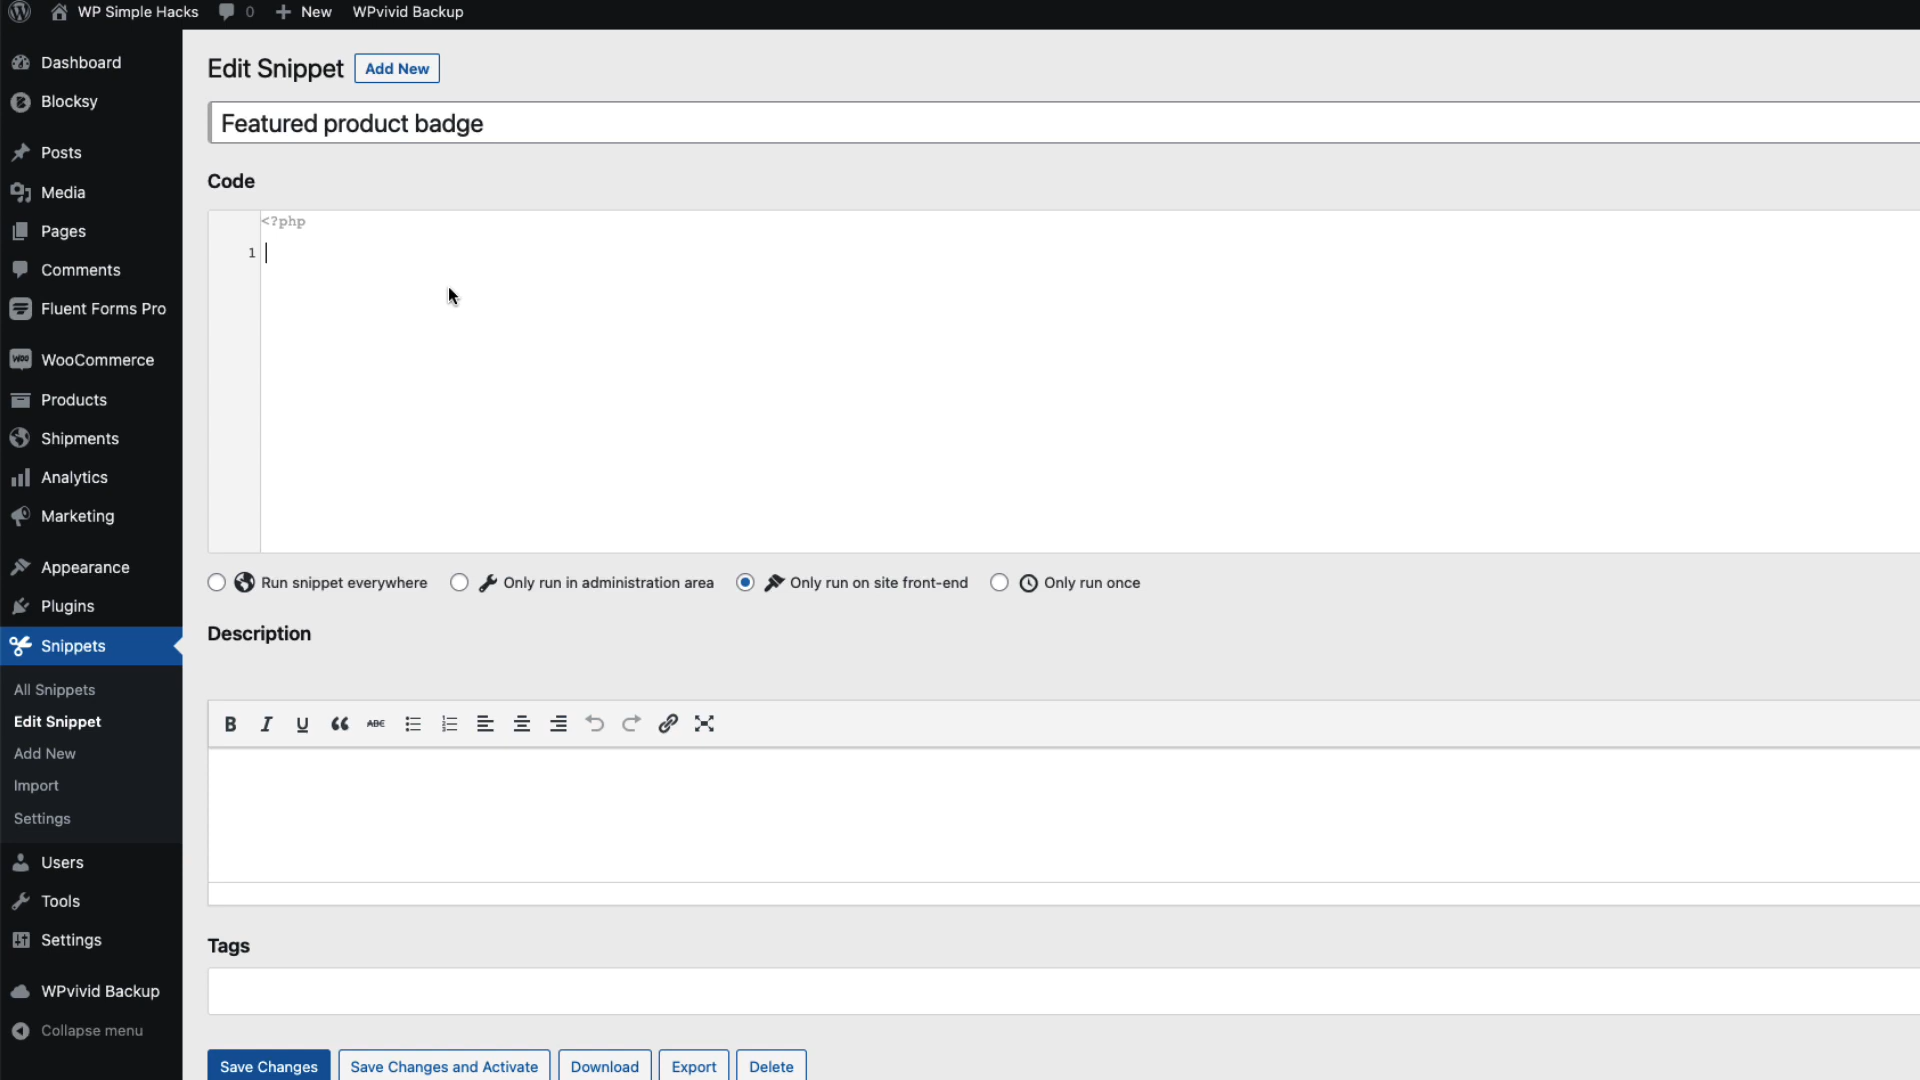 WP Simple Hacks 0 New WPvivid Backup
Dashboard
Blocksy
Posts
Media
Pages
Comments
Fluent Forms Pro
WooCommerce
Products
Shipments
Analytics
Marketing
Appearance
Plugins
Snippets
All Snippets
Edit Snippet
Add New
Import
Settings
Users
Tools
Settings
WPvivid Backup
Collapse menu
Edit Snippet Add New
Featured product badge
Code
<?php
1
Run snippet everywhere Only run in administration area Only run on site front-end Only run once
Description
B I U ABC
Tags
Save Changes Save Changes and Activate Download Export Delete